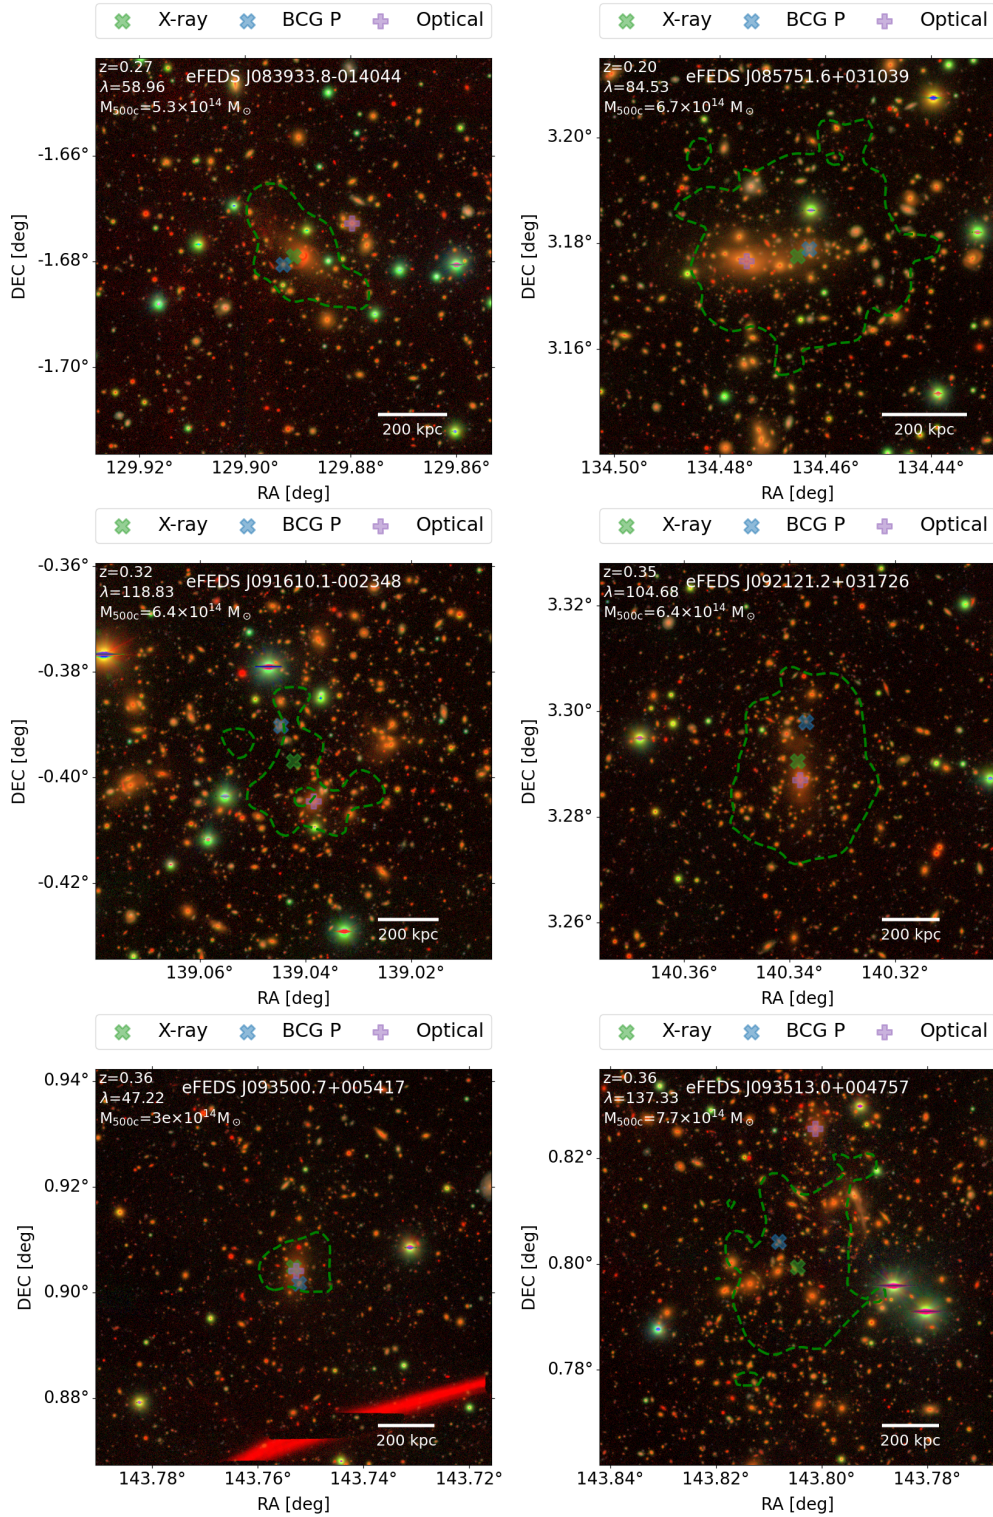 X-ray BCG P Optical
X-ray BCG P Optical
z=0.27
eFEDS J083933.8-014044
λ=58.96
M500c=5.3×10^14 M⊙
-1.66°
-1.68°
-1.70°
DEC [deg]
200 kpc
129.92 129.90° 129.88° 129.86°
RA [deg]
z=0.20
eFEDS J085751.6+031039
λ=84.53
M500c=6.7×10^14 M⊙
3.20°
3.18°
3.16°
DEC [deg]
200 kpc
134.50° 134.48° 134.46° 134.44°
RA [deg]
X-ray BCG P Optical
X-ray BCG P Optical
z=0.32
eFEDS J091610.1-002348
λ=118.83
M500c=6.4×10^14 M⊙
-0.36°
-0.38°
-0.40°
-0.42°
DEC [deg]
200 kpc
139.06° 139.04° 139.02°
RA [deg]
z=0.35
eFEDS J092121.2+031726
λ=104.68
M500c=6.4×10^14 M⊙
3.32°
3.30°
3.28°
3.26°
DEC [deg]
200 kpc
140.36° 140.34° 140.32°
RA [deg]
X-ray BCG P Optical
X-ray BCG P Optical
z=0.36
eFEDS J093500.7+005417
λ=47.22
M500c=3e×10^14M⊙
0.94°
0.92°
0.90°
0.88°
DEC [deg]
200 kpc
143.78° 143.76° 143.74° 143.72°
RA [deg]
z=0.36
eFEDS J093513.0+004757
λ=137.33
M500c=7.7×10^14 M⊙
0.82°
0.80°
0.78°
DEC [deg]
200 kpc
143.84° 143.82° 143.80° 143.78°
RA [deg]